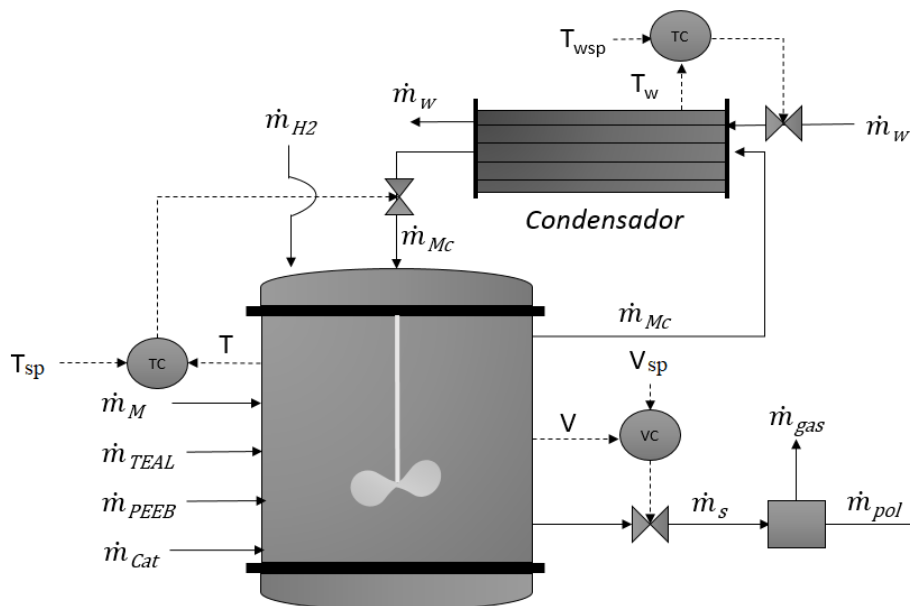 T_wsp
TC
T_w
ṁ_w
ṁ_w
ṁ_H2
Condensador
ṁ_Mc
ṁ_Mc
T_sp
TC
T
V_sp
ṁ_M
V
VC
ṁ_gas
ṁ_TEAL
ṁ_PEEB
ṁ_s
ṁ_pol
ṁ_Cat